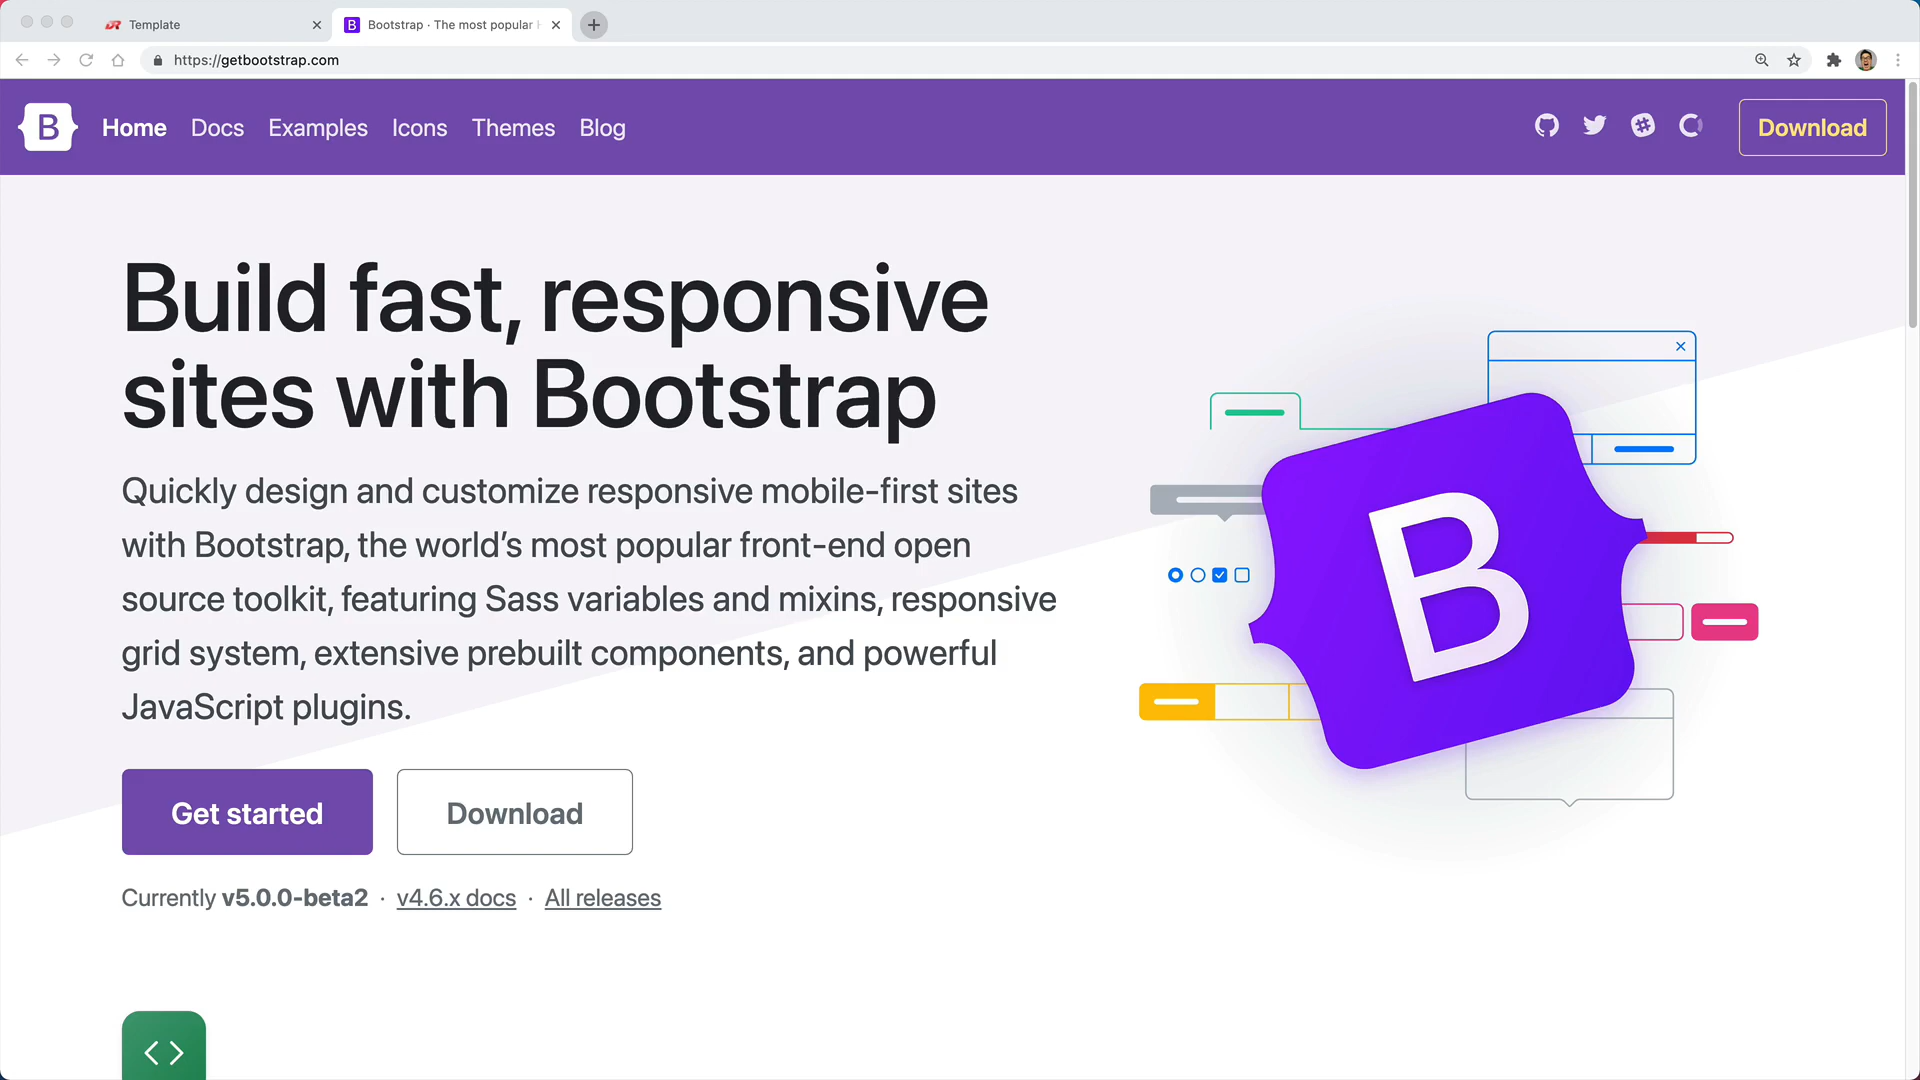 Template
Bootstrap · The most popular
https://getbootstrap.com
B
Home
Docs
Examples
Icons
Themes
Blog
Download
Build fast, responsive
sites with Bootstrap
Quickly design and customize responsive mobile-first sites
with Bootstrap, the world’s most popular front-end open
source toolkit, featuring Sass variables and mixins, responsive
grid system, extensive prebuilt components, and powerful
JavaScript plugins.
B
Get started
Download
Currently v5.0.0-beta2 · v4.6.x docs · All releases